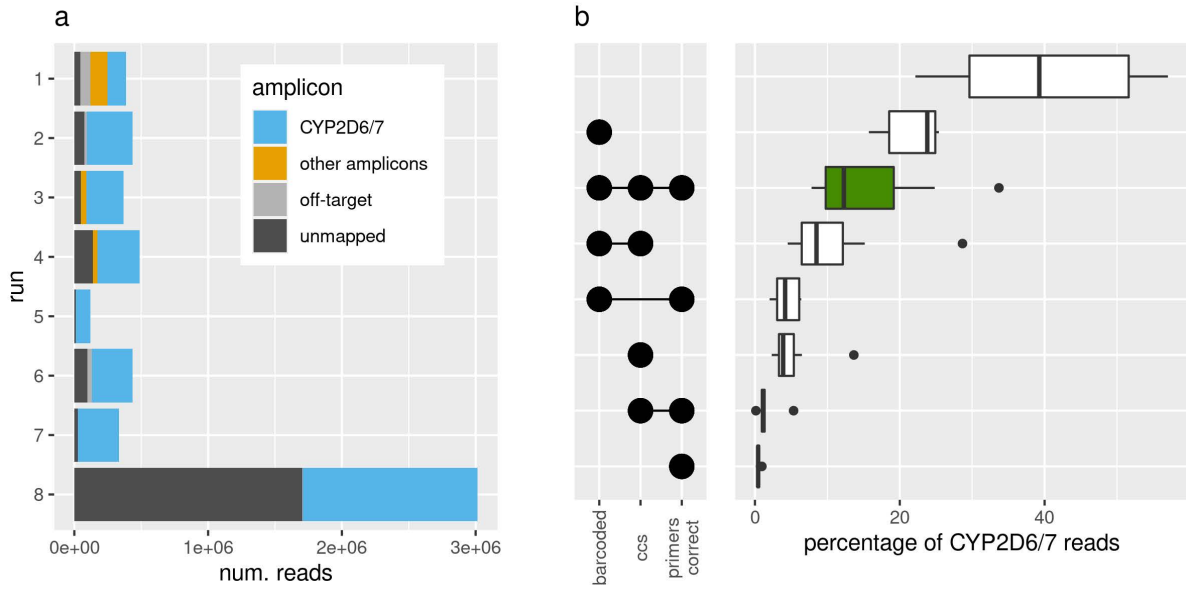 a
run
1
2
3
4
5
6
7
8
amplicon
CYP2D6/7
other amplicons
off-target
unmapped
0e+00
1e+06
2e+06
3e+06
num. reads
b
barcoded
ccs
primers
correct
0
20
40
percentage of CYP2D6/7 reads